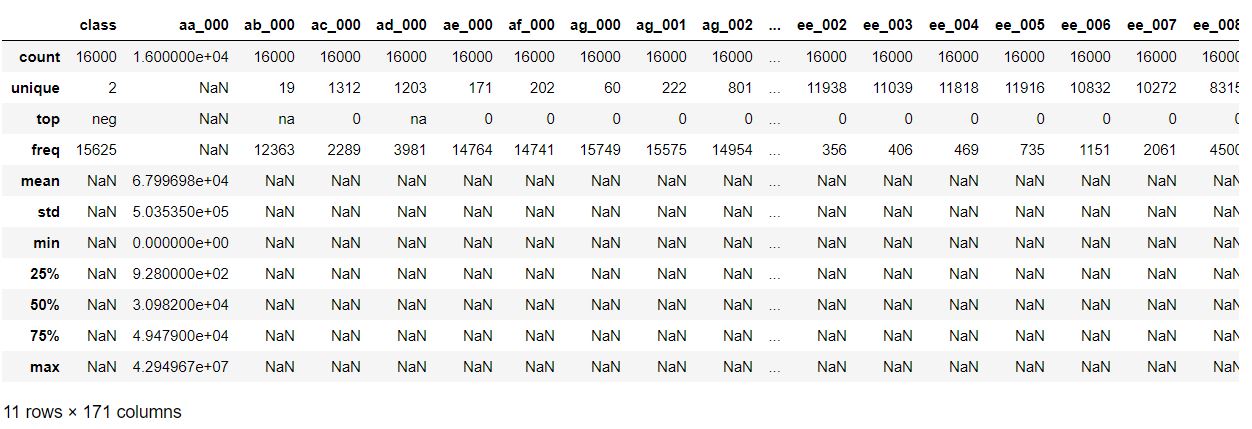 class aa_000 ab_000 ac_000 ad_000 ae_000 af_000 ag_000 ag_001 ag_002 ... ee_002 ee_003 ee_004 ee_005 ee_006 ee_007 ee_008
count 16000 1.600000e+04 16000 16000 16000 16000 16000 16000 16000 16000 ... 16000 16000 16000 16000 16000 16000 16000
unique 2 NaN 19 1312 1203 171 202 60 222 801 ... 11938 11039 11818 11916 10832 10272 8315
top neg NaN na 0 na 0 0 0 0 0 ... 0 0 0 0 0 0 0
freq 15625 NaN 12363 2289 3981 14764 14741 15749 15575 14954 ... 356 406 469 735 1151 2061 4500
mean NaN 6.799698e+04 NaN NaN NaN NaN NaN NaN NaN NaN ... NaN NaN NaN NaN NaN NaN NaN
std NaN 5.035350e+05 NaN NaN NaN NaN NaN NaN NaN NaN ... NaN NaN NaN NaN NaN NaN NaN
min NaN 0.000000e+00 NaN NaN NaN NaN NaN NaN NaN NaN ... NaN NaN NaN NaN NaN NaN NaN
25% NaN 9.280000e+02 NaN NaN NaN NaN NaN NaN NaN NaN ... NaN NaN NaN NaN NaN NaN NaN
50% NaN 3.098200e+04 NaN NaN NaN NaN NaN NaN NaN NaN ... NaN NaN NaN NaN NaN NaN NaN
75% NaN 4.947900e+04 NaN NaN NaN NaN NaN NaN NaN NaN ... NaN NaN NaN NaN NaN NaN NaN
max NaN 4.294967e+07 NaN NaN NaN NaN NaN NaN NaN NaN ... NaN NaN NaN NaN NaN NaN NaN
11 rows × 171 columns